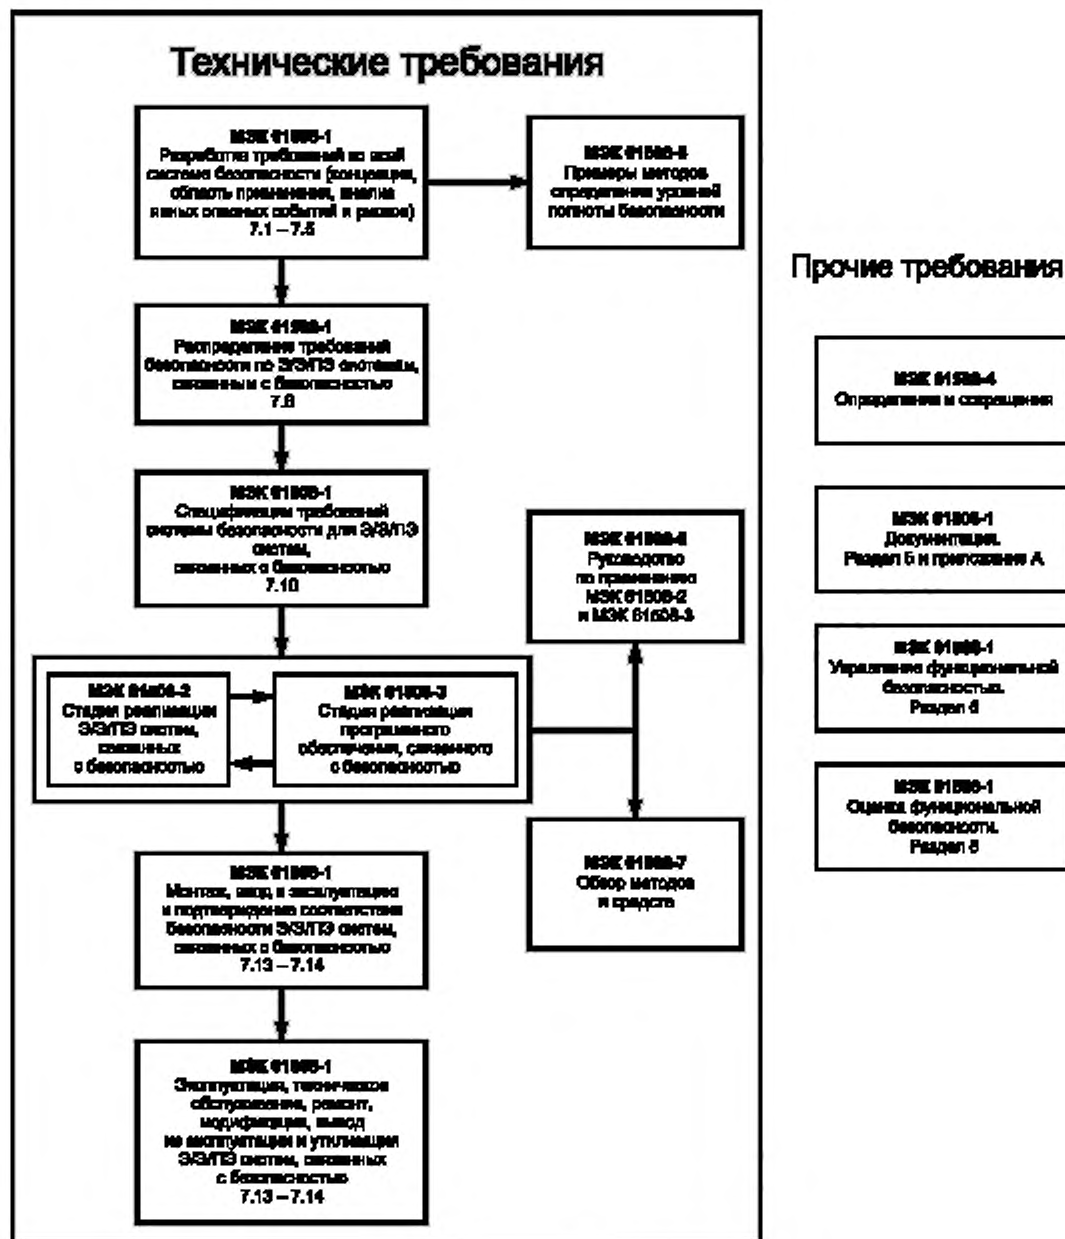 Технические требования
МЭК 61508-1
Разработка требований ко всей
системе безопасности (концепция,
область применения, анализ
явных опасных событий и рисков)
7.1 – 7.5
МЭК 61508-5
Примеры методов
определения уровней
полноты безопасности
МЭК 61508-1
Распределение требований
безопасности по Э/Э/ПЭ системам,
связанным с безопасностью
7.6
МЭК 61508-1
Спецификации требований
системы безопасности для Э/Э/ПЭ
систем,
связанных с безопасностью
7.10
МЭК 61508-6
Руководство
по применению
МЭК 61508-2
и МЭК 61508-3
МЭК 61508-2
Стадия реализации
Э/Э/ПЭ систем,
связанных
с безопасностью
МЭК 61508-3
Стадия реализации
программного
обеспечения, связанного
с безопасностью
МЭК 61508-7
Обзор методов
и средств
МЭК 61508-1
Монтаж, ввод в эксплуатацию
и подтверждение соответствия
безопасности Э/Э/ПЭ систем,
связанных с безопасностью
7.13 – 7.14
МЭК 61508-1
Эксплуатация, техническое
обслуживание, ремонт,
модификация, вывод
из эксплуатации и утилизация
Э/Э/ПЭ систем, связанных
с безопасностью
7.13 – 7.14
Прочие требования
МЭК 61508-4
Определения и сокращения
МЭК 61508-1
Документация.
Раздел 5 и приложение А
МЭК 61508-1
Управление функциональной
безопасностью.
Раздел 6
МЭК 61508-1
Оценка функциональной
безопасности.
Раздел 8